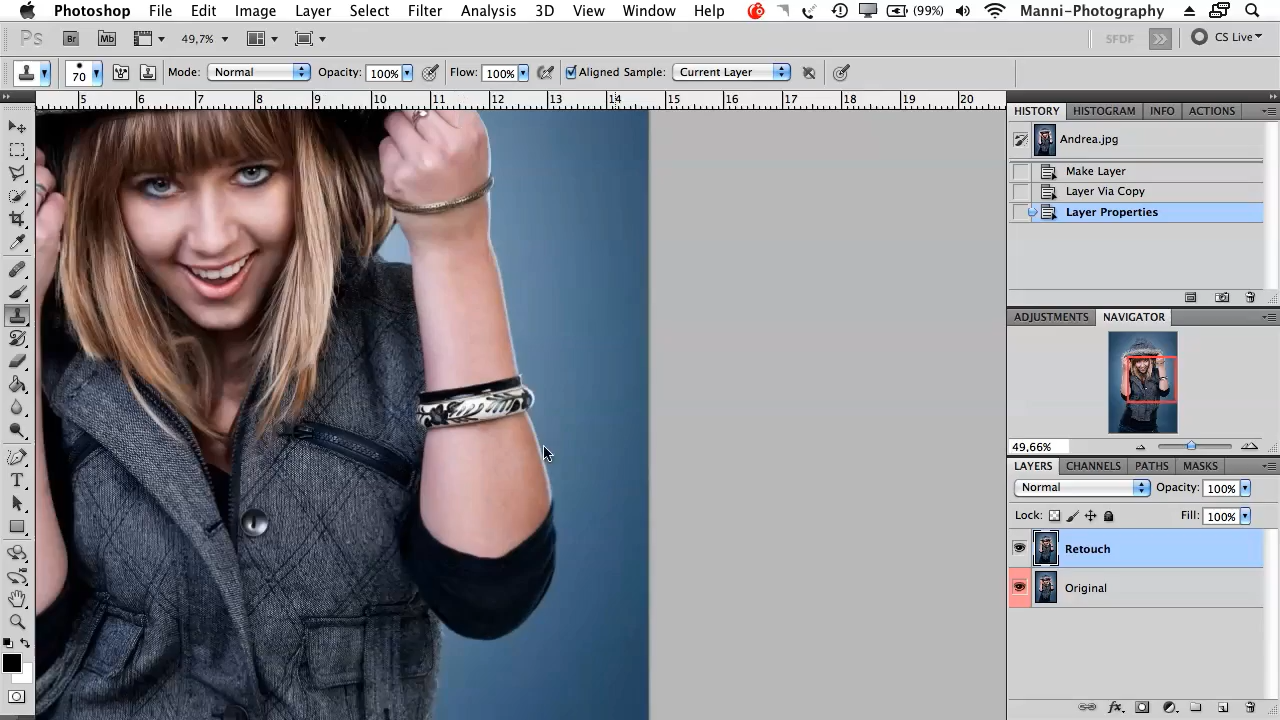 Photoshop File Edit Image Layer Select Filter Analysis 3D View Window Help (99%) Manni-Photography
Ps Br Mb 49,7% SFDF CS Live
70 Mode: Normal Opacity: 100% Flow: 100% Aligned Sample: Current Layer
5 6 7 8 9 10 11 12 13 14 15 16 17 18 19 20
HISTORY HISTOGRAM INFO ACTIONS
Andrea.jpg
Make Layer
Layer Via Copy
Layer Properties
ADJUSTMENTS NAVIGATOR
49,66%
LAYERS CHANNELS PATHS MASKS
Normal Opacity: 100%
Lock: Fill: 100%
Retouch
Original